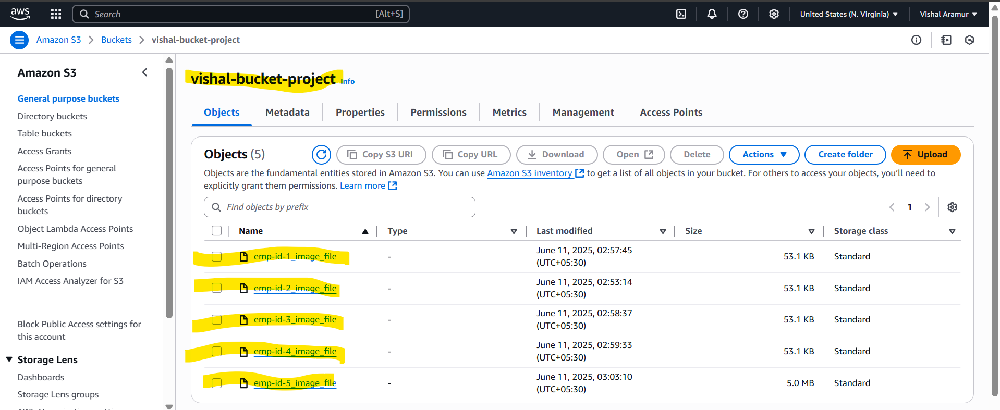 aws
Search [Alt+S]
United States (N. Virginia)
Vishal Aramur
Amazon S3
Buckets
vishal-bucket-project
Amazon S3
General purpose buckets
Directory buckets
Table buckets
Access Grants
Access Points for general
purpose buckets
Access Points for directory
buckets
Object Lambda Access Points
Multi-Region Access Points
Batch Operations
IAM Access Analyzer for S3
Block Public Access settings for
this account
Storage Lens
Dashboards
Storage Lens groups
vishal-bucket-project Info
Objects Metadata Properties Permissions Metrics Management Access Points
Objects (5)
Copy S3 URI
Copy URL
Download
Open
Delete
Actions
Create folder
Upload
Objects are the fundamental entities stored in Amazon S3. You can use Amazon S3 inventory to get a list of all objects in your bucket. For others to access your objects, you'll need to
explicitly grant them permissions. Learn more
Find objects by prefix
1
Name Type Last modified Size Storage class
emp-id-1_image_file - June 11, 2025, 02:57:45 53.1 KB Standard
(UTC+05:30)
emp-id-2_image_file - June 11, 2025, 02:53:14 53.1 KB Standard
(UTC+05:30)
emp-id-3_image_file - June 11, 2025, 02:58:37 53.1 KB Standard
(UTC+05:30)
emp-id-4_image_file - June 11, 2025, 02:59:33 53.1 KB Standard
(UTC+05:30)
emp-id-5_image_file - June 11, 2025, 03:03:10 5.0 MB Standard
(UTC+05:30)